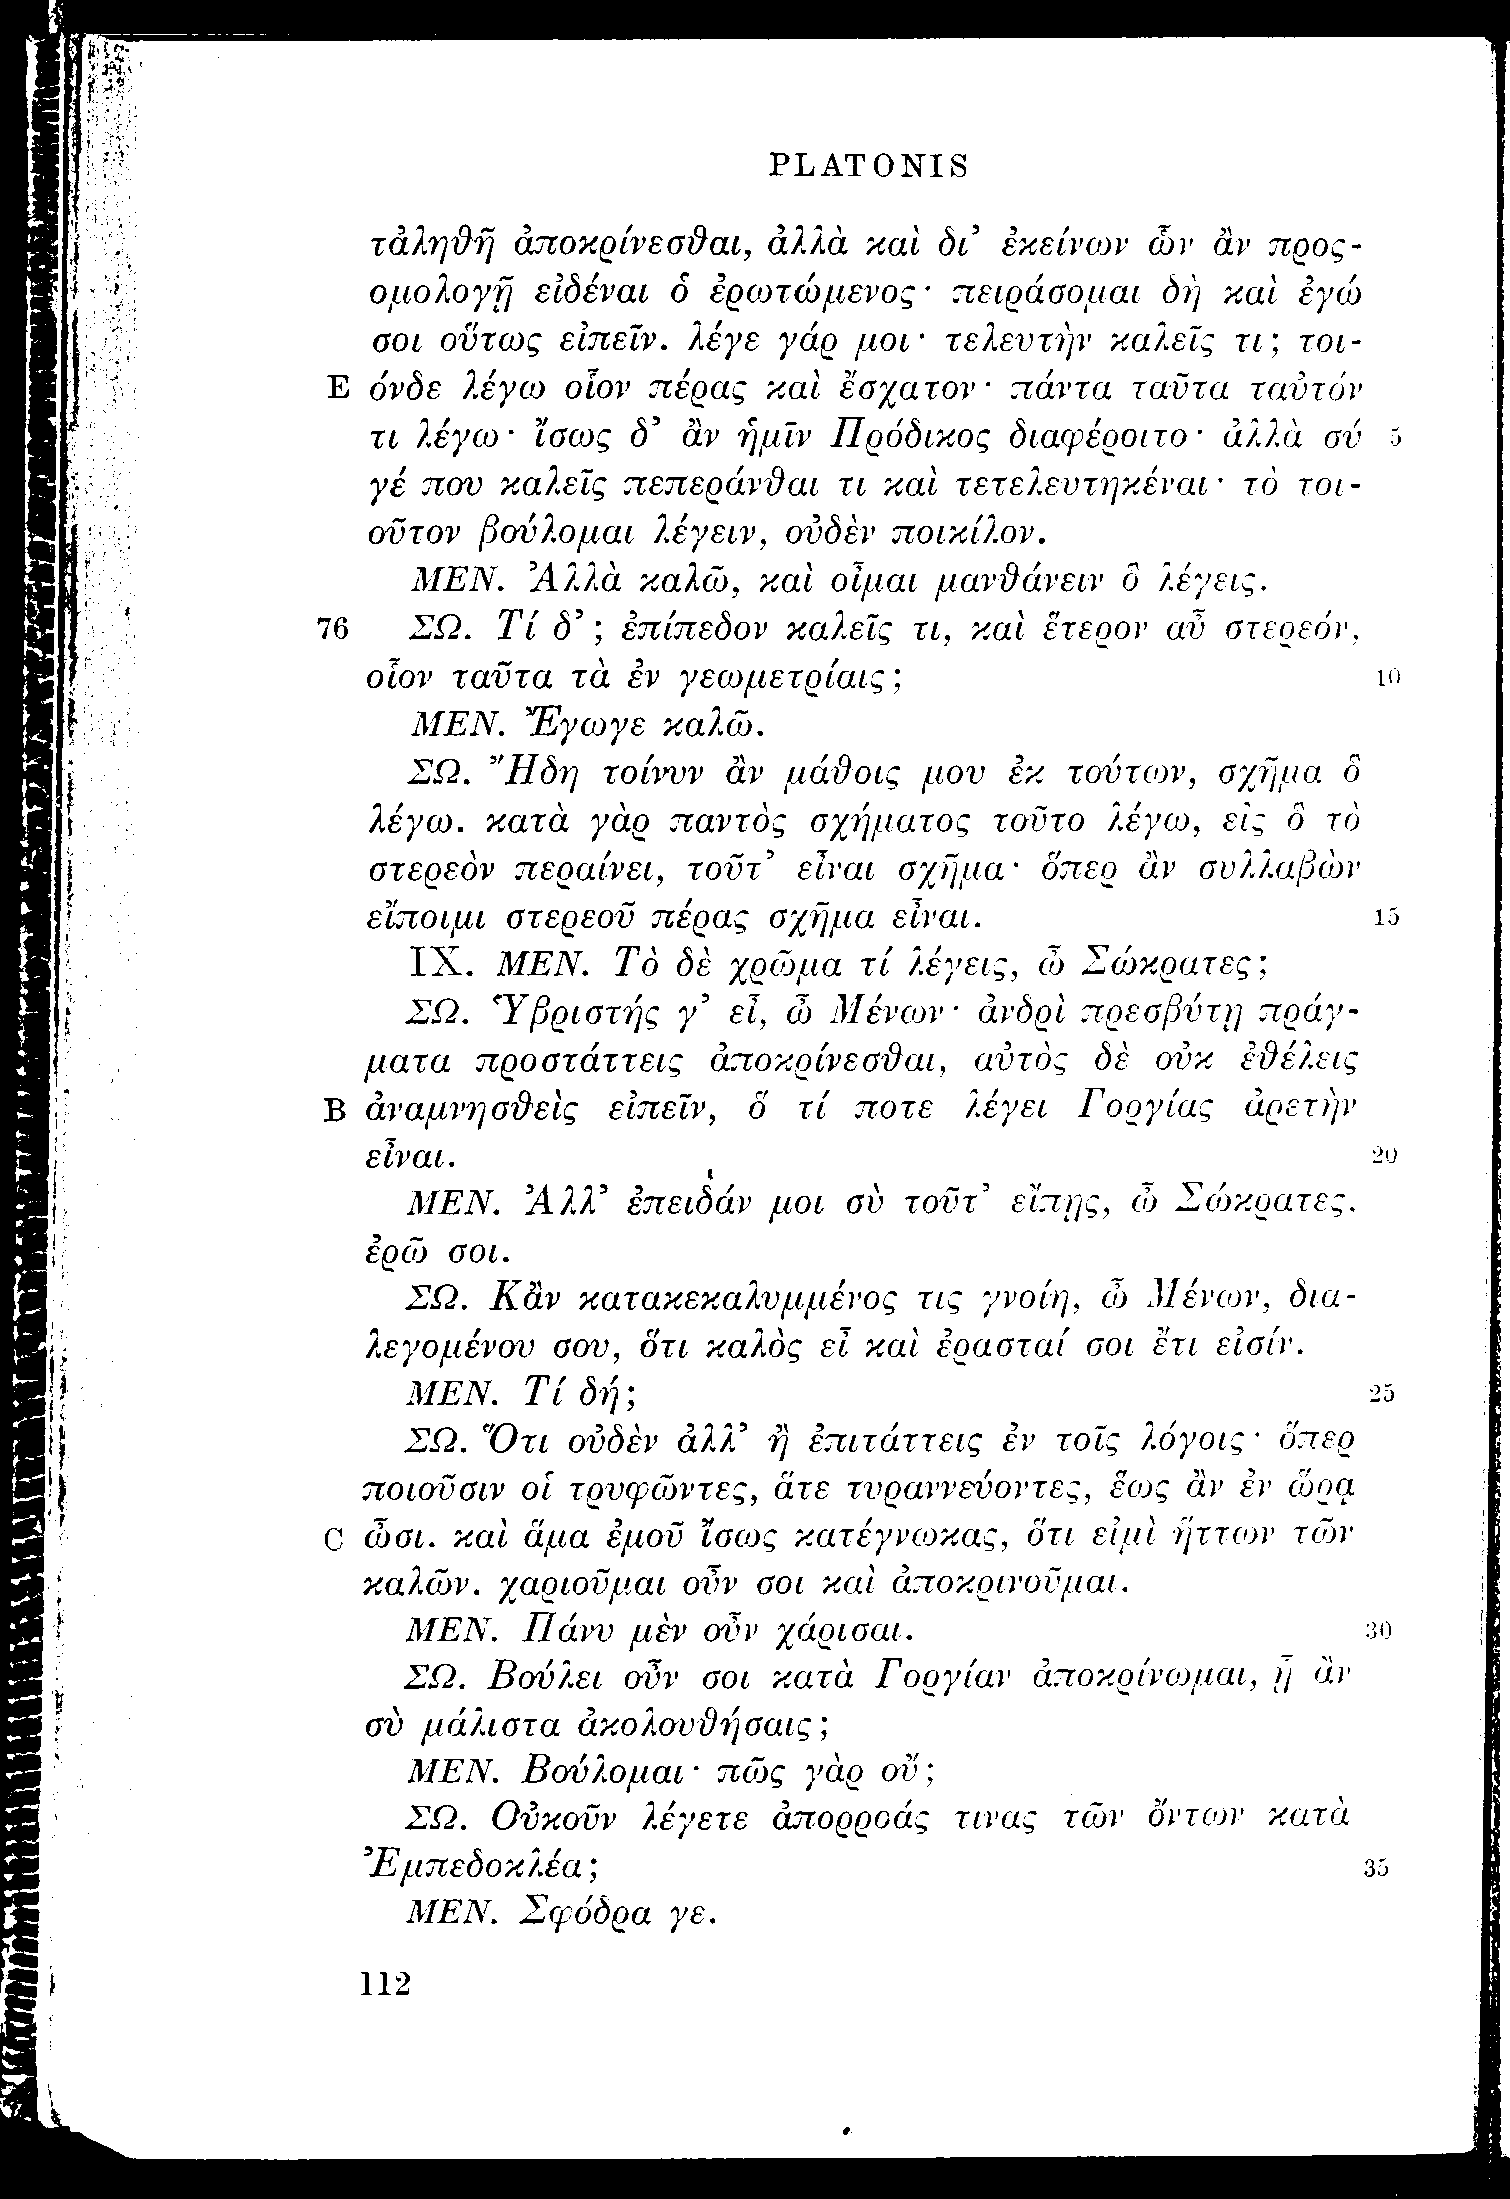 PLATONIS
τἀληθῆ ἀποκρίνεσθαι, ἀλλὰ καὶ δι’ ἐκείνων ὧν ἂν προς-
ομολογῇ εἰδέναι ὁ ἐρωτώμενος· πειράσομαι δὴ καὶ ἐγώ
σοι οὕτως εἰπεῖν. λέγε γάρ μοι· τελευτὴν καλεῖς τι; τοι-
E όνδε λέγω οἷον πέρας καὶ ἔσχατον· πάντα ταῦτα ταὐτόν
τι λέγω· ἴσως δ’ ἂν ἡμῖν Πρόδικος διαφέροιτο· ἀλλὰ σύ 5
γέ που καλεῖς πεπεράνθαι τι καὶ τετελευτηκέναι· τὸ τοι-
οῦτον βούλομαι λέγειν, οὐδὲν ποικίλον.
ΜΕΝ. Ἀλλὰ καλῶ, καὶ οἶμαι μανθάνειν ὃ λέγεις.
76 ΣΩ. Τί δ’; ἐπίπεδον καλεῖς τι, καὶ ἕτερον αὖ στερεόν,
οἷον ταῦτα τὰ ἐν γεωμετρίαις; 10
ΜΕΝ. Ἔγωγε καλῶ.
ΣΩ. Ἤδη τοίνυν ἂν μάθοις μου ἐκ τούτων, σχῆμα ὃ
λέγω. κατὰ γὰρ παντὸς σχήματος τοῦτο λέγω, εἰς ὃ τὸ
στερεὸν περαίνει, τοῦτ’ εἶναι σχῆμα· ὅπερ ἂν συλλαβὼν
εἴποιμι στερεοῦ πέρας σχῆμα εἶναι. 15
IX. ΜΕΝ. Τὸ δὲ χρῶμα τί λέγεις, ὦ Σώκρατες;
ΣΩ. Ὑβριστής γ’ εἶ, ὦ Μένων· ἀνδρὶ πρεσβύτῃ πράγ-
ματα προστάττεις ἀποκρίνεσθαι, αὐτὸς δὲ οὐκ ἐθέλεις
B ἀναμνησθεὶς εἰπεῖν, ὅ τί ποτε λέγει Γοργίας ἀρετὴν
εἶναι. 20
ΜΕΝ. Ἀλλ’ ἐπειδάν μοι σὺ τοῦτ’ εἴπῃς, ὦ Σώκρατες,
ἐρῶ σοι.
ΣΩ. Κἂν κατακεκαλυμμένος τις γνοίη, ὦ Μένων, δια-
λεγομένου σου, ὅτι καλὸς εἶ καὶ ἐρασταί σοι ἔτι εἰσίν.
ΜΕΝ. Τί δή; 25
ΣΩ. Ὅτι οὐδὲν ἀλλ’ ἢ ἐπιτάττεις ἐν τοῖς λόγοις· ὅπερ
ποιοῦσιν οἱ τρυφῶντες, ἅτε τυραννεύοντες, ἕως ἂν ἐν ὥρᾳ
C ὦσι. καὶ ἅμα ἐμοῦ ἴσως κατέγνωκας, ὅτι εἰμὶ ἥττων τῶν
καλῶν. χαριοῦμαι οὖν σοι καὶ ἀποκρινοῦμαι.
ΜΕΝ. Πάνυ μὲν οὖν χάρισαι. 30
ΣΩ. Βούλει οὖν σοι κατὰ Γοργίαν ἀποκρίνωμαι, ᾗ ἂν
σὺ μάλιστα ἀκολουθήσαις;
ΜΕΝ. Βούλομαι· πῶς γὰρ οὔ;
ΣΩ. Οὐκοῦν λέγετε ἀπορροάς τινας τῶν ὄντων κατὰ
Ἐμπεδοκλέα; 35
ΜΕΝ. Σφόδρα γε.
112